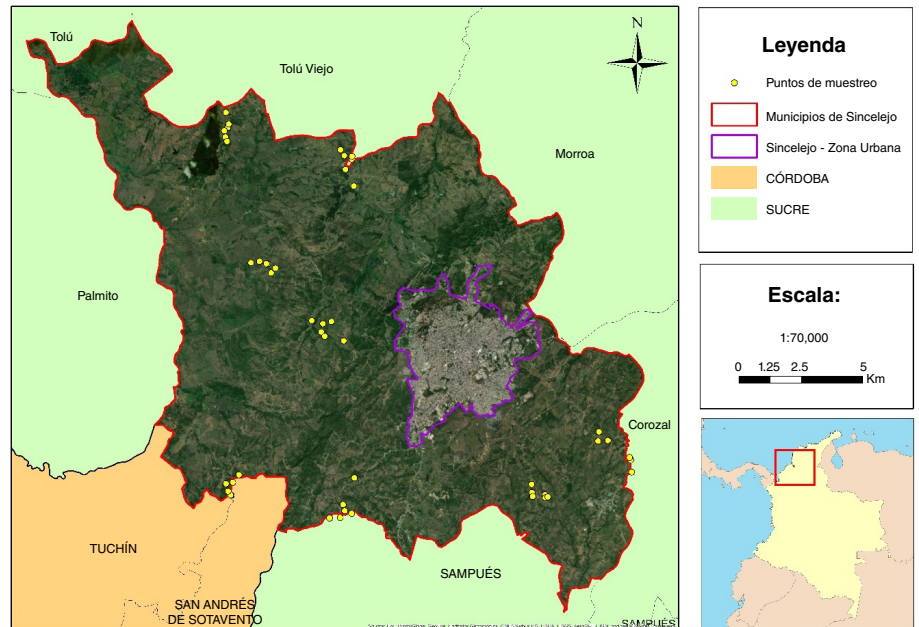 Tolú
Tolú Viejo
N
Morroa
Palmito
Corozal
TUCHÍN
SAMPUÉS
SAN ANDRÉS
DE SOTAVENTO
SAMPUÉS
Leyenda
Puntos de muestreo
Municipios de Sincelejo
Sincelejo - Zona Urbana
CÓRDOBA
SUCRE
Escala:
1:70,000
0 1.25 2.5 5
Km